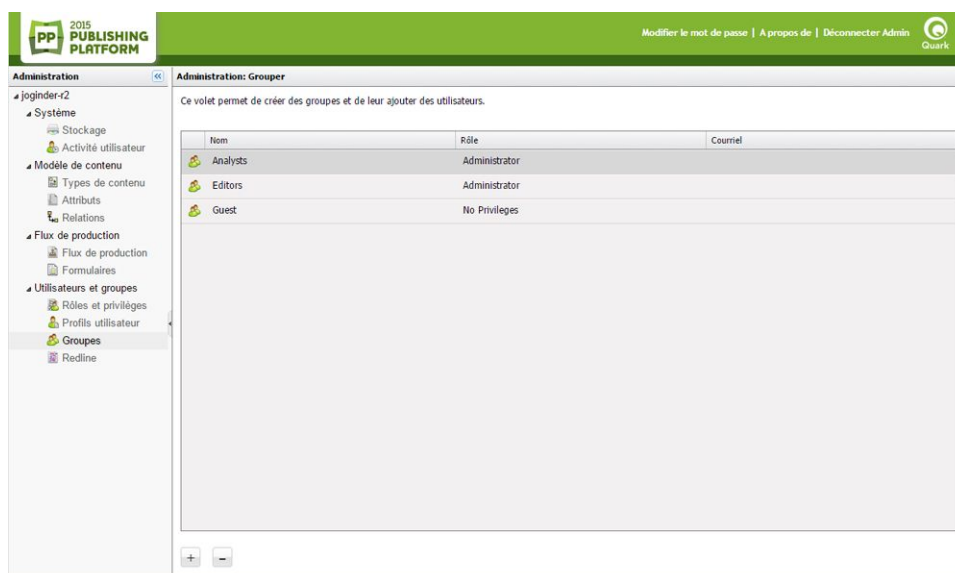 2015
PP PUBLISHING
PLATFORM
Modifier le mot de passe | A propos de | Déconnecter Admin
Quark
Administration
Administration: Grouper
joginder-r2
Ce volet permet de créer des groupes et de leur ajouter des utilisateurs.
Système
Stockage
Activité utilisateur
Modèle de contenu
Types de contenu
Attributs
Relations
Flux de production
Flux de production
Formulaires
Utilisateurs et groupes
Rôles et privilèges
Profils utilisateur
Groupes
Redline
Nom Rôle Courriel
Analysts Administrator
Editors Administrator
Guest No Privileges